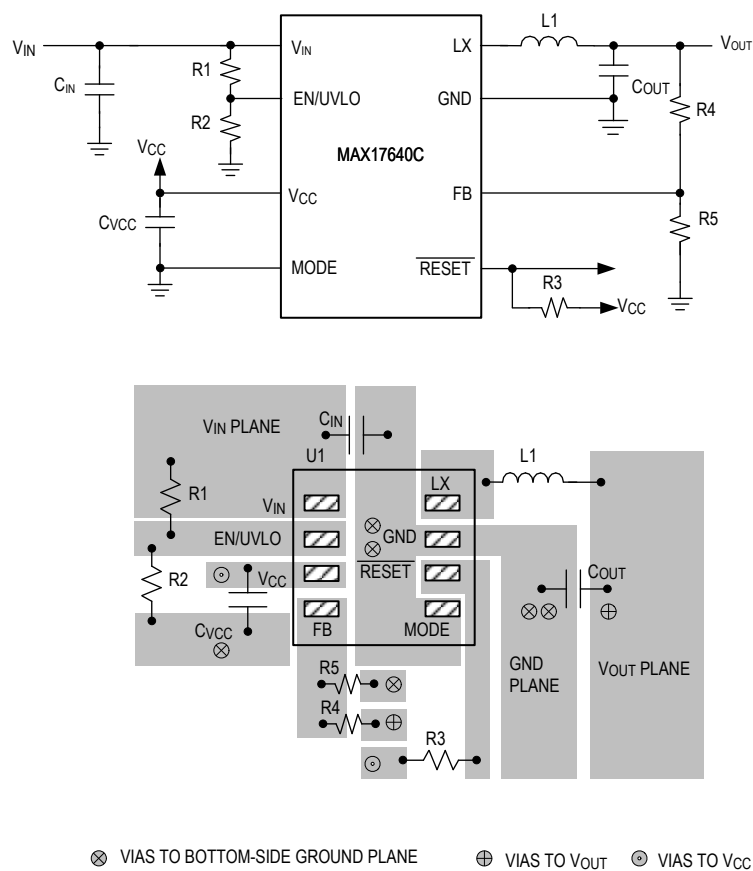 L1
VIN
VIN
LX
VOUT
R1
CIN
COUT
EN/UVLO
GND
R4
R2
VCC
MAX17640C
VCC
FB
CVCC
R5
MODE
RESET
R3
VCC
CIN
VIN PLANE
U1
L1
LX
R1
VIN
EN/UVLO
GND
R2
VCC
RESET
COUT
CVCC
FB
MODE
R5
GND
PLANE
VOUT PLANE
R4
R3
VIAS TO BOTTOM-SIDE GROUND PLANE
VIAS TO VOUT
VIAS TO VCC